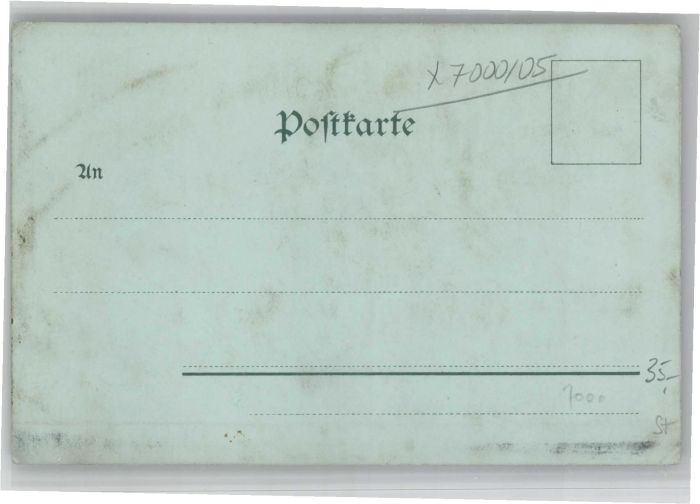 X 7000/05
Postkarte
An
35,-
7000
St